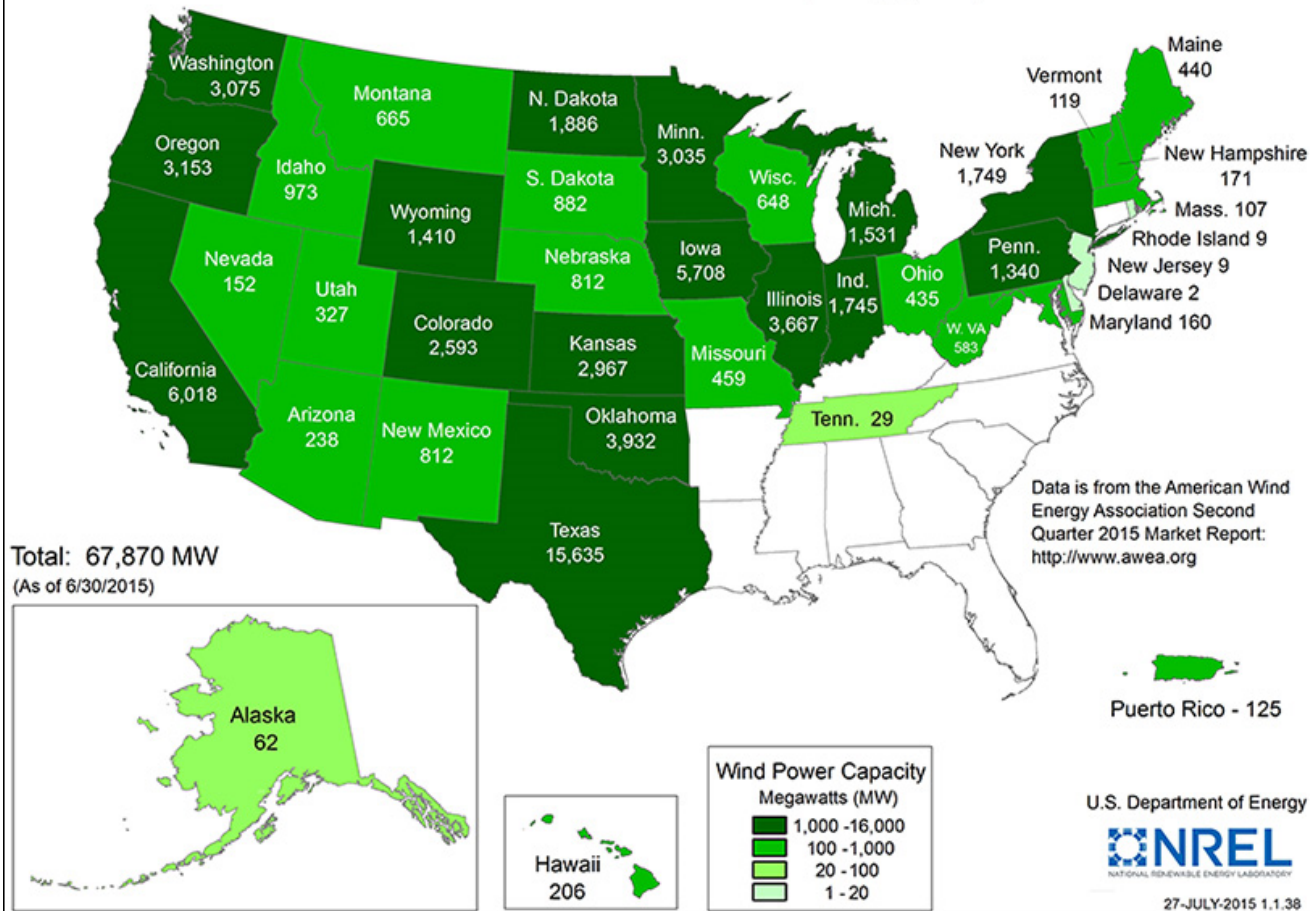 Washington
3,075
Oregon
3,153
California
6,018
Nevada
152
Idaho
973
Montana
665
Wyoming
1,410
Utah
327
Colorado
2,593
Arizona
238
New Mexico
812
N. Dakota
1,886
S. Dakota
882
Nebraska
812
Kansas
2,967
Oklahoma
3,932
Texas
15,635
Minn.
3,035
Iowa
5,708
Missouri
459
Wisc.
648
Illinois
3,667
Mich.
1,531
Ind.
1,745
Ohio
435
W. VA
583
Tenn. 29
Penn.
1,340
New York
1,749
Vermont
119
Maine
440
New Hampshire
171
Mass. 107
Rhode Island 9
New Jersey 9
Delaware 2
Maryland 160
Data is from the American Wind
Energy Association Second
Quarter 2015 Market Report:
http://www.awea.org
Total: 67,870 MW
(As of 6/30/2015)
Alaska
62
Hawaii
206
Puerto Rico - 125
Wind Power Capacity
Megawatts (MW)
1,000 -16,000
100 -1,000
20 -100
1 - 20
U.S. Department of Energy
NREL
NATIONAL RENEWABLE ENERGY LABORATORY
27-JULY-2015 1.1.38